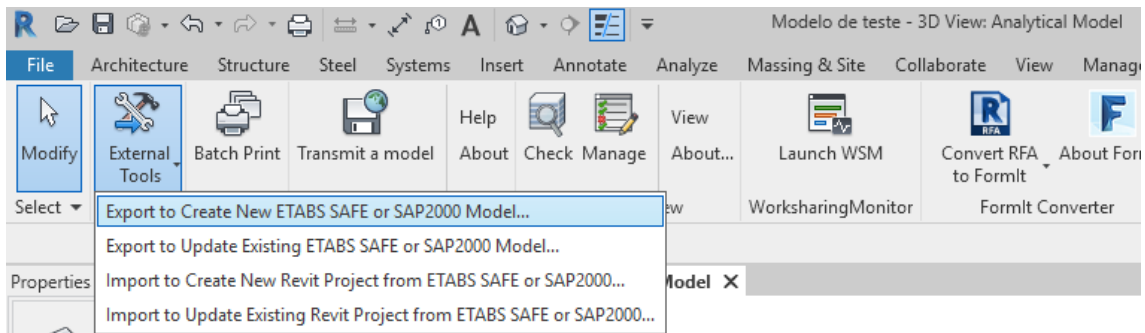 Modelo de teste - 3D View: Analytical Model
File Architecture Structure Steel Systems Insert Annotate Analyze Massing & Site Collaborate View Manage
Modify
External Tools
Batch Print
Transmit a model
Help
About
Check
Manage
View
About...
Launch WSM
RFA
Convert RFA to FormIt
About For
Select
ew
WorksharingMonitor
FormIt Converter
Export to Create New ETABS SAFE or SAP2000 Model...
Export to Update Existing ETABS SAFE or SAP2000 Model...
Import to Create New Revit Project from ETABS SAFE or SAP2000...
Import to Update Existing Revit Project from ETABS SAFE or SAP2000...
Properties
Model